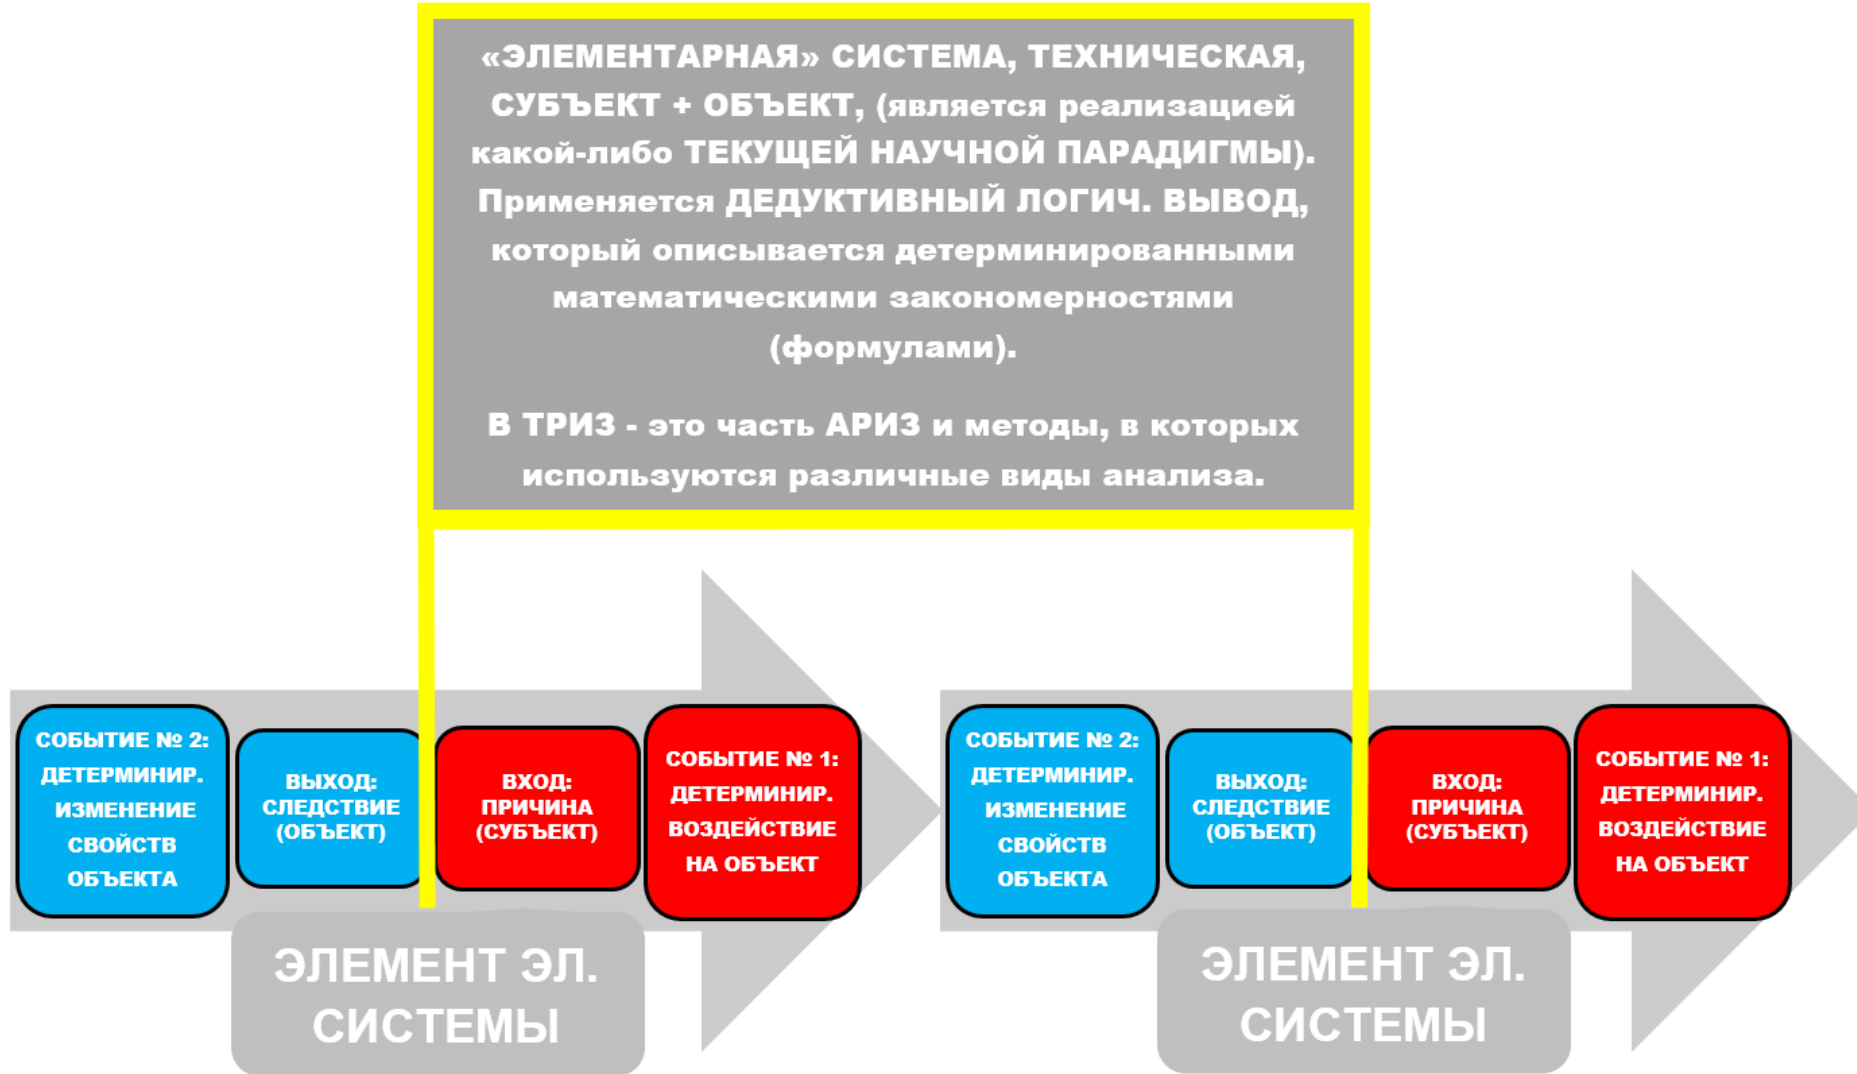 «ЭЛЕМЕНТАРНАЯ» СИСТЕМА, ТЕХНИЧЕСКАЯ,
СУБЪЕКТ + ОБЪЕКТ, (является реализацией
какой-либо ТЕКУЩЕЙ НАУЧНОЙ ПАРАДИГМЫ).
Применяется ДЕДУКТИВНЫЙ ЛОГИЧ. ВЫВОД,
который описывается детерминированными
математическими закономерностями
(формулами).
В ТРИЗ - это часть АРИЗ и методы, в которых
используются различные виды анализа.
СОБЫТИЕ № 2:
ДЕТЕРМИНИР.
ИЗМЕНЕНИЕ
СВОЙСТВ
ОБЪЕКТА
ВЫХОД:
СЛЕДСТВИЕ
(ОБЪЕКТ)
ВХОД:
ПРИЧИНА
(СУБЪЕКТ)
СОБЫТИЕ № 1:
ДЕТЕРМИНИР.
ВОЗДЕЙСТВИЕ
НА ОБЪЕКТ
СОБЫТИЕ № 2:
ДЕТЕРМИНИР.
ИЗМЕНЕНИЕ
СВОЙСТВ
ОБЪЕКТА
ВЫХОД:
СЛЕДСТВИЕ
(ОБЪЕКТ)
ВХОД:
ПРИЧИНА
(СУБЪЕКТ)
СОБЫТИЕ № 1:
ДЕТЕРМИНИР.
ВОЗДЕЙСТВИЕ
НА ОБЪЕКТ
ЭЛЕМЕНТ ЭЛ.
СИСТЕМЫ
ЭЛЕМЕНТ ЭЛ.
СИСТЕМЫ